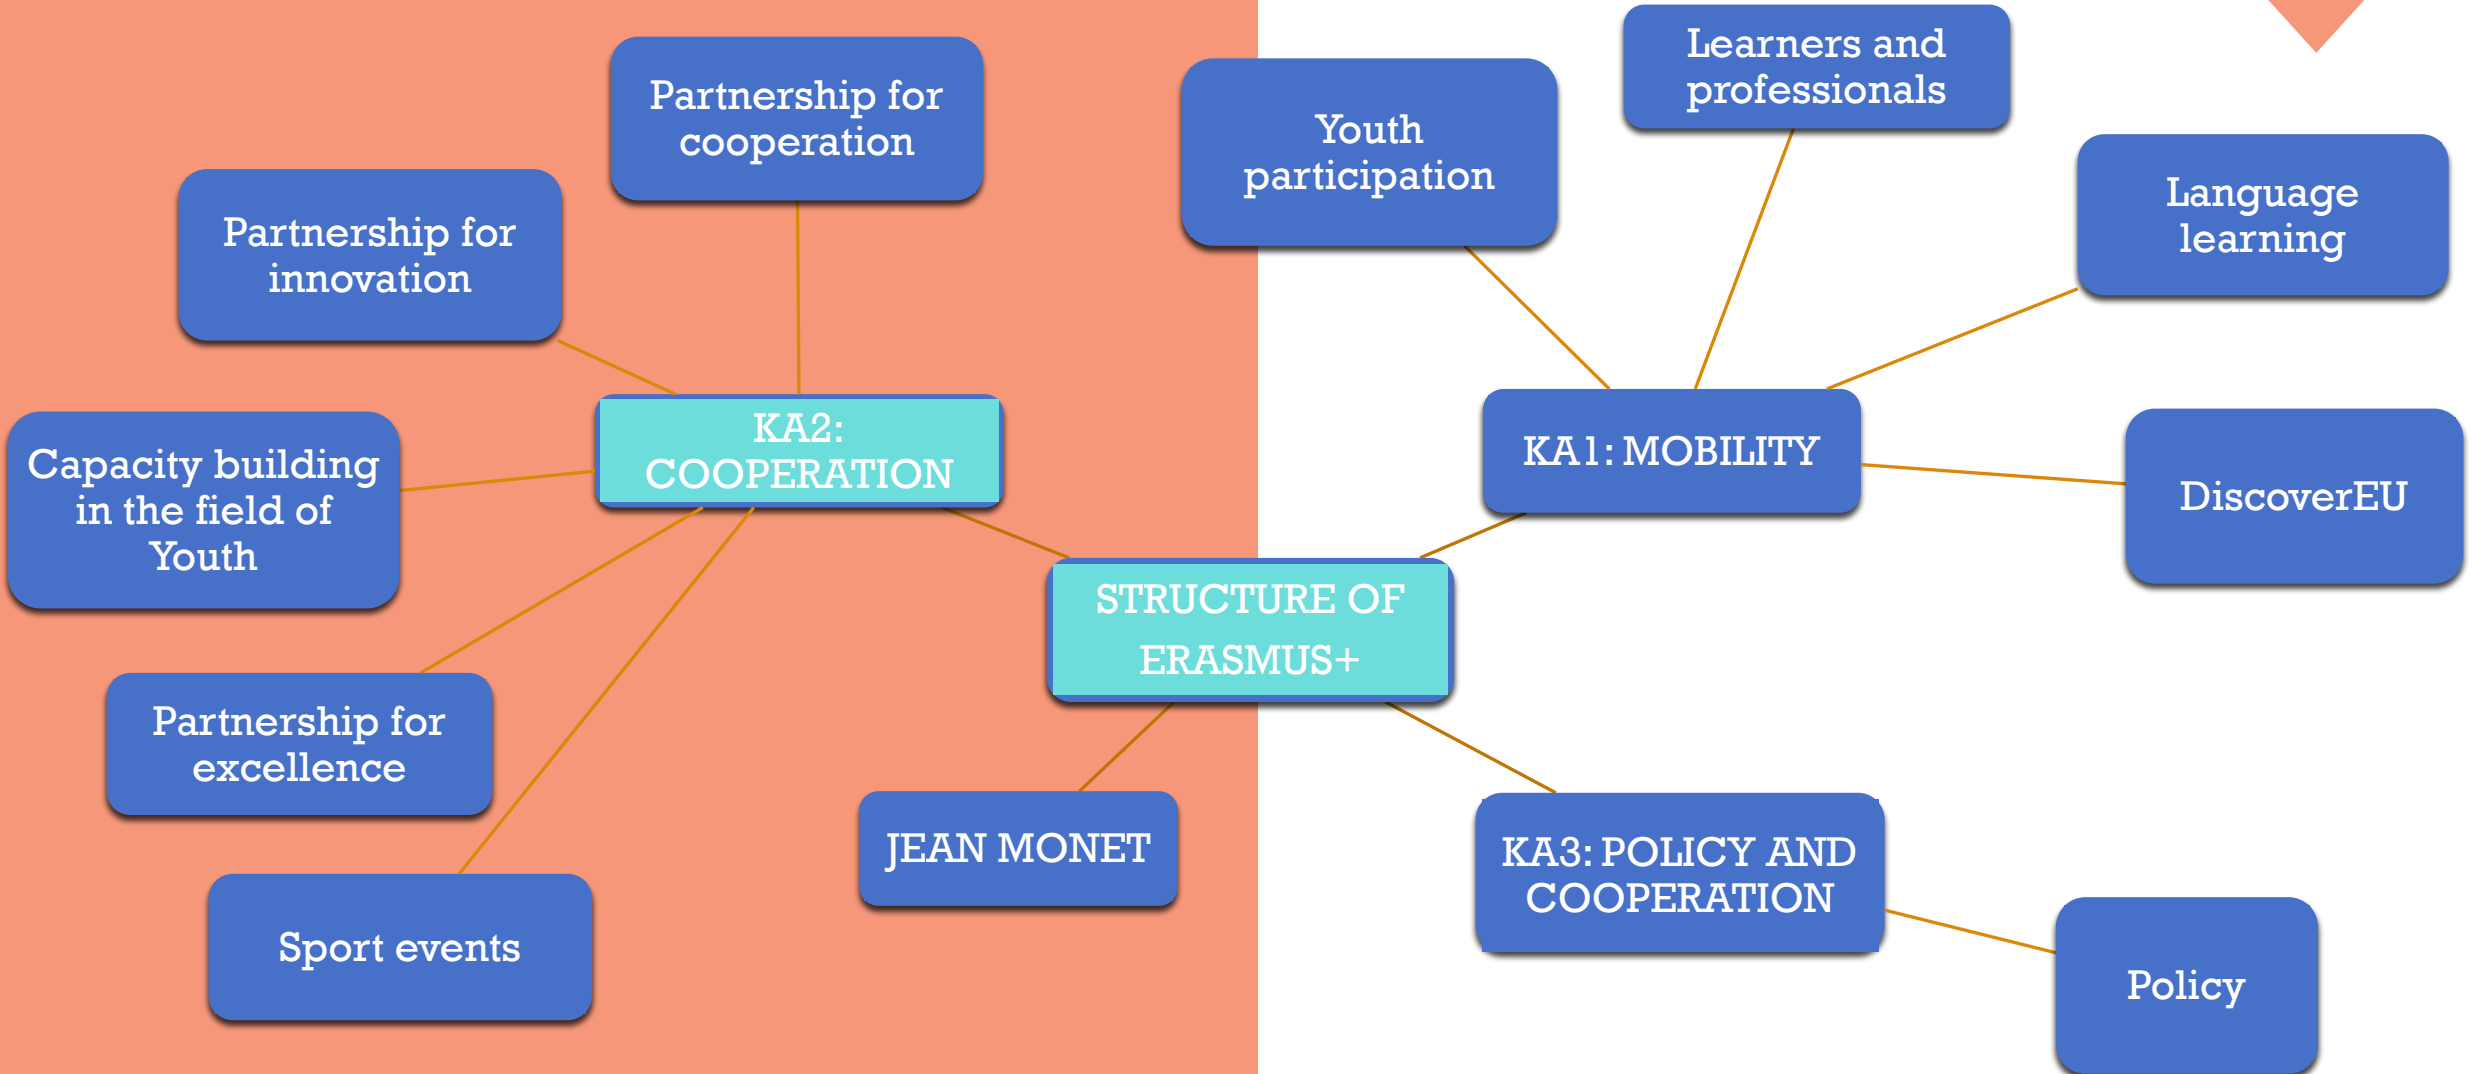 Partnership for
cooperation
Partnership for
innovation
Capacity building
in the field of
Youth
Partnership for
excellence
Sport events
KA2:
COOPERATION
STRUCTURE OF
ERASMUS+
JEAN MONET
Youth
participation
Learners and
professionals
Language
learning
DiscoverEU
KA1: MOBILITY
KA3: POLICY AND
COOPERATION
Policy